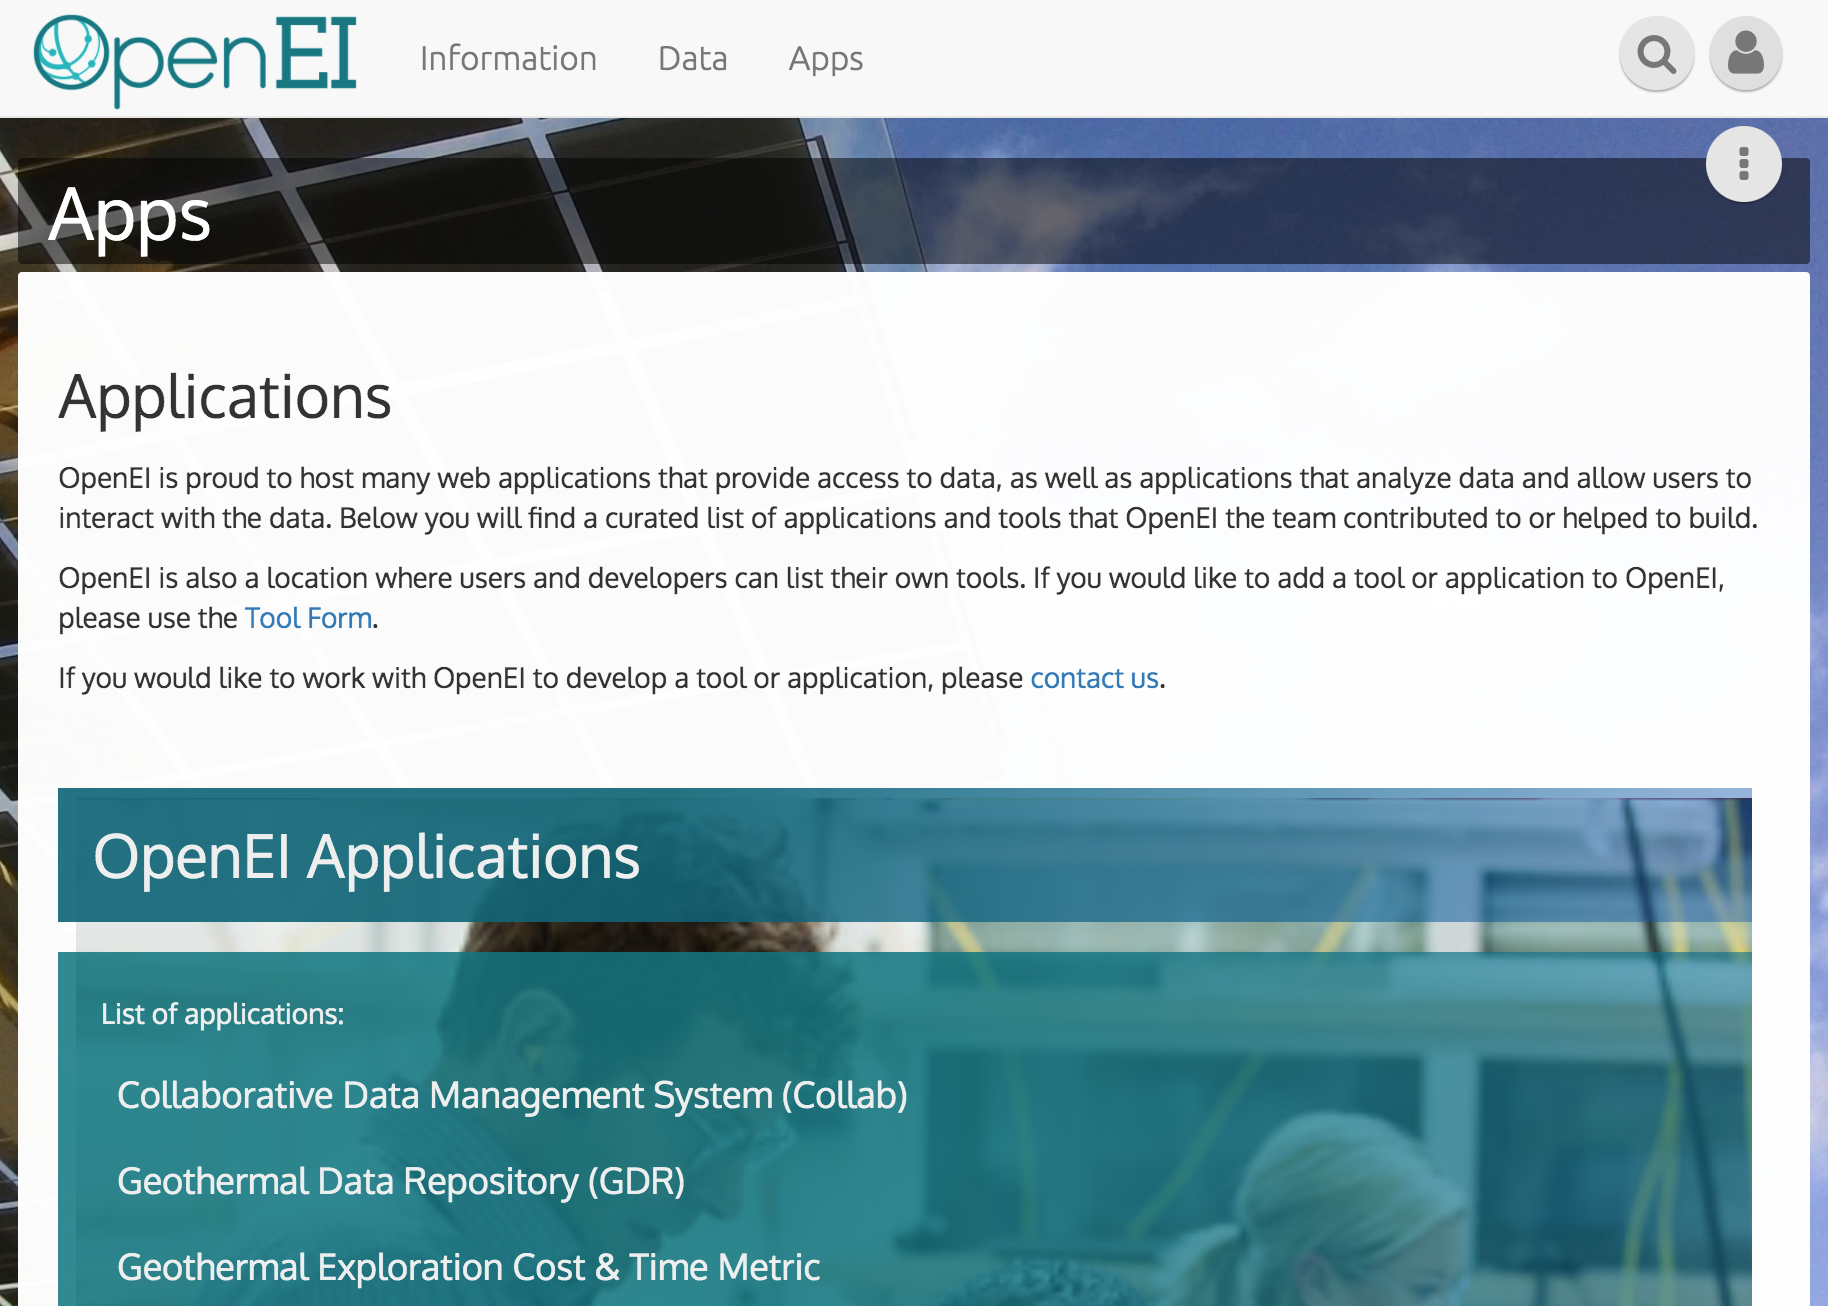 OpenEI
Information Data Apps
Apps
Applications
OpenEI is proud to host many web applications that provide access to data, as well as applications that analyze data and allow users to
interact with the data. Below you will find a curated list of applications and tools that OpenEI the team contributed to or helped to build.
OpenEI is also a location where users and developers can list their own tools. If you would like to add a tool or application to OpenEI,
please use the Tool Form.
If you would like to work with OpenEI to develop a tool or application, please contact us.
OpenEI Applications
List of applications:
Collaborative Data Management System (Collab)
Geothermal Data Repository (GDR)
Geothermal Exploration Cost & Time Metric